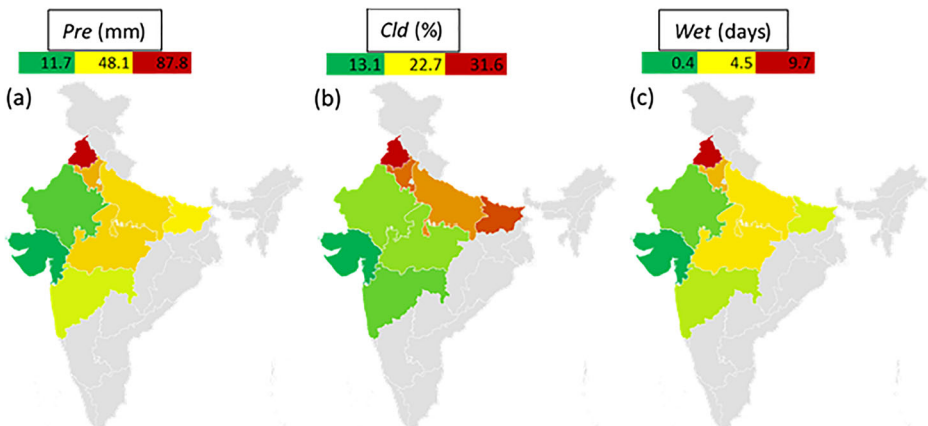 Pre (mm)
11.7 48.1 87.8
(a)
Cld (%)
13.1 22.7 31.6
(b)
Wet (days)
0.4 4.5 9.7
(c)